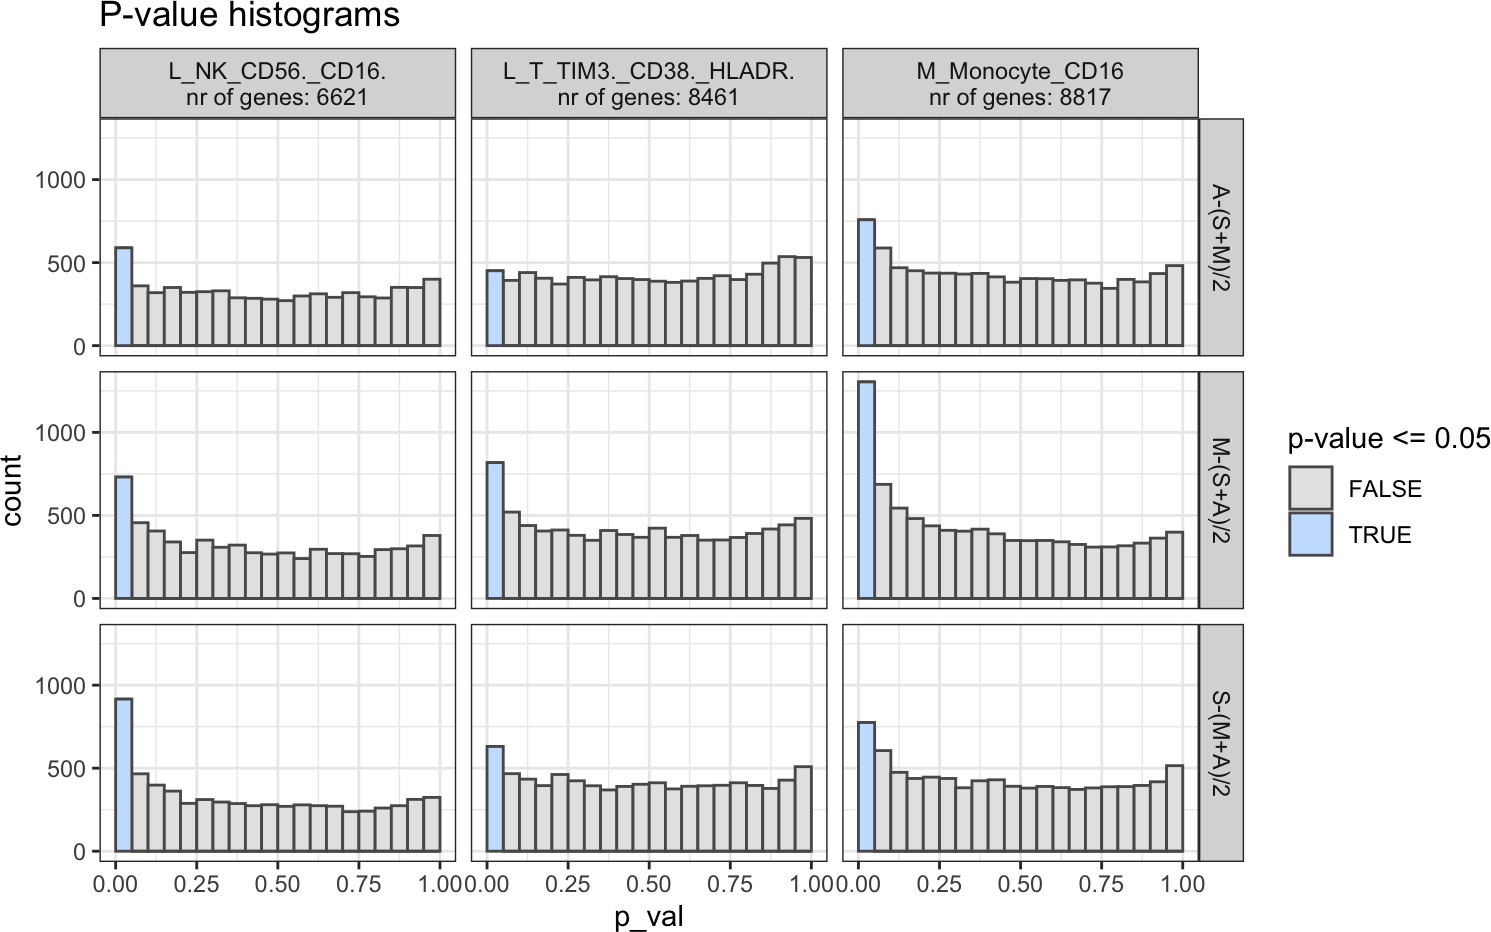 P-value histograms
L_NK_CD56._CD16.
nr of genes: 6621
L_T_TIM3._CD38._HLADR.
nr of genes: 8461
M_Monocyte_CD16
nr of genes: 8817
1000
500
0
A-(S+M)/2
1000
500
0
M-(S+A)/2
1000
500
0
S-(M+A)/2
count
0.00 0.25 0.50 0.75 1.00
0.00 0.25 0.50 0.75 1.00
0.00 0.25 0.50 0.75 1.00
p_val
p-value <= 0.05
FALSE
TRUE